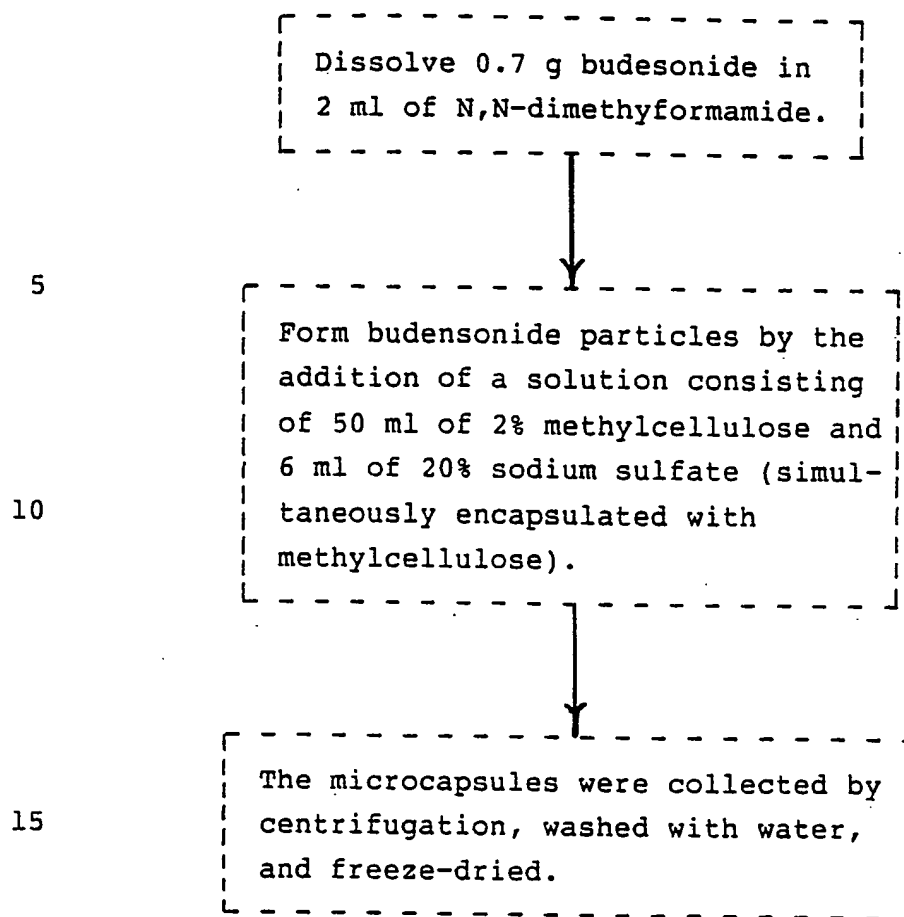 Dissolve 0.7 g budesonide in
2 ml of N,N-dimethyformamide.
5
Form budensonide particles by the
addition of a solution consisting
of 50 ml of 2% methylcellulose and
6 ml of 20% sodium sulfate (simul-
10
taneously encapsulated with
methylcellulose).
The microcapsules were collected by
15
centrifugation, washed with water,
and freeze-dried.